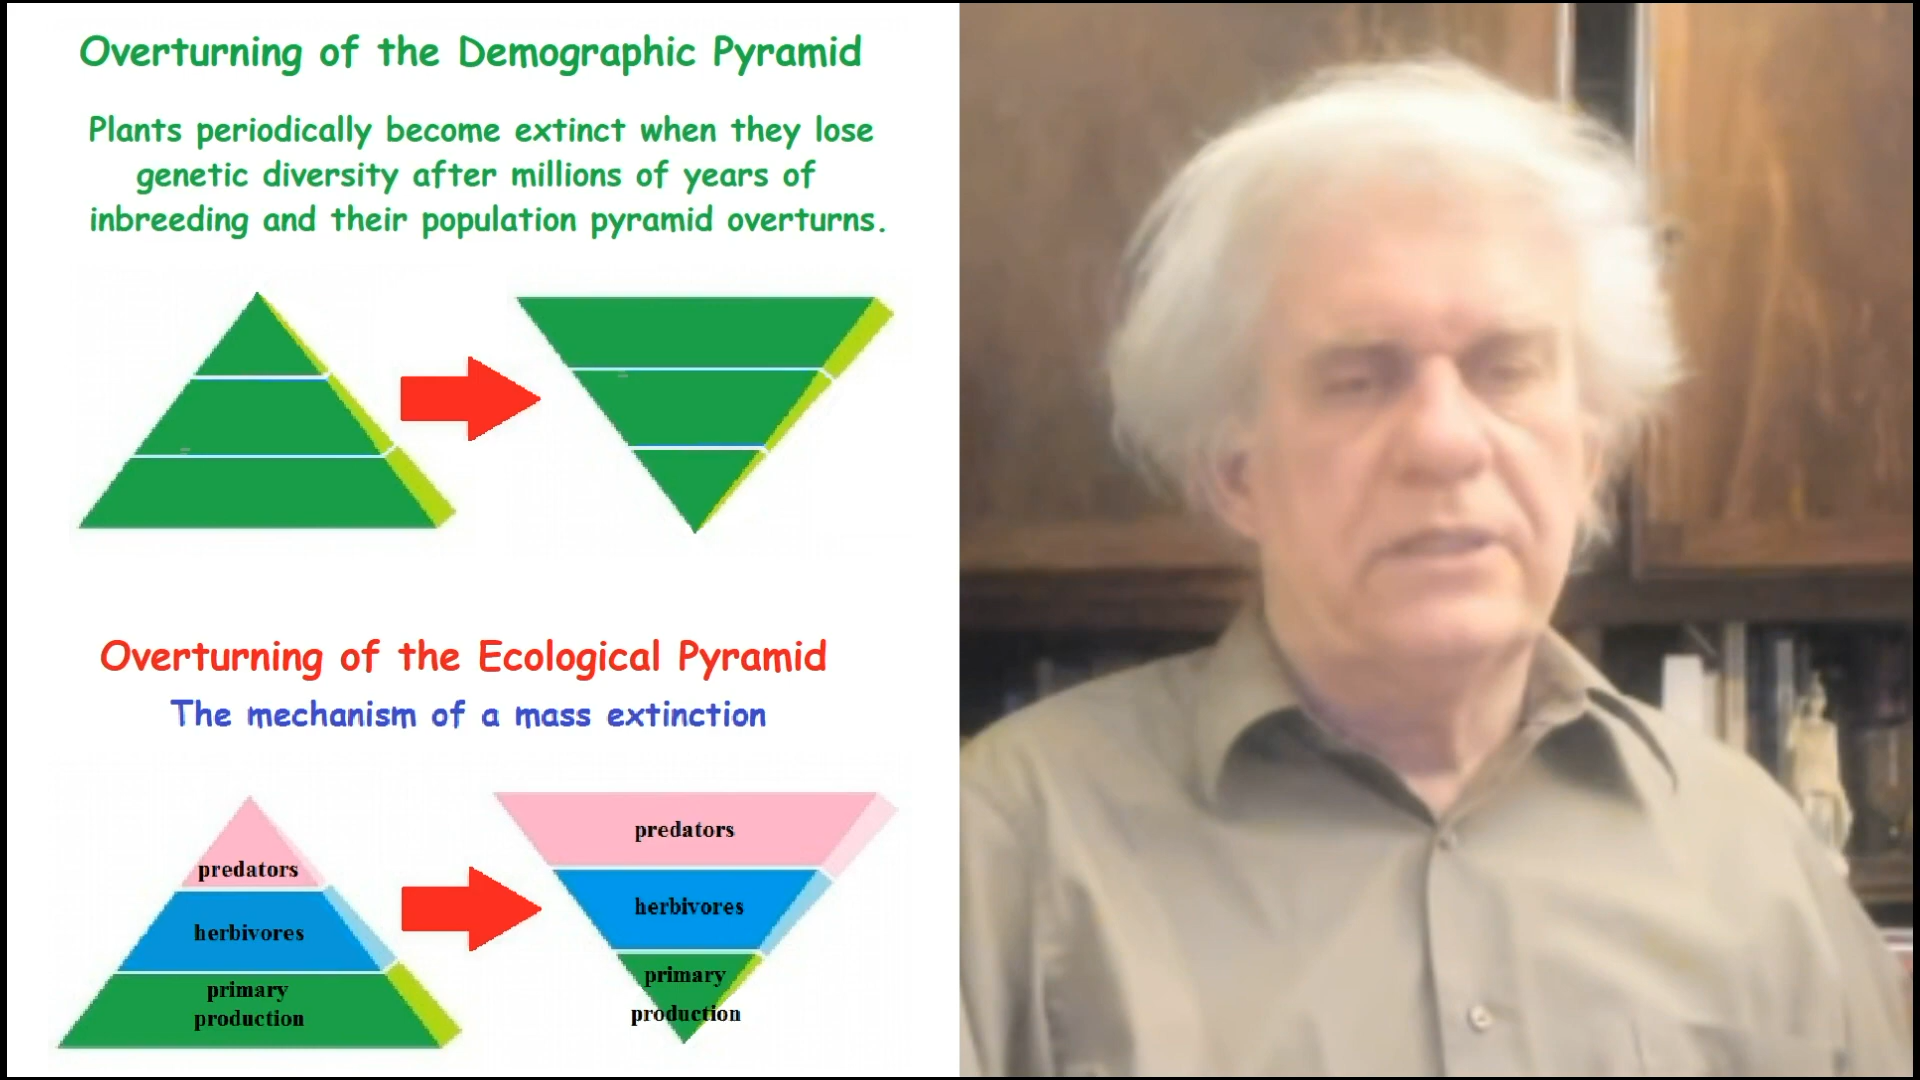 Overturning of the Demographic Pyramid
Plants periodically become extinct when they lose
genetic diversity after millions of years of
inbreeding and their population pyramid overturns.
Overturning of the Ecological Pyramid
The mechanism of a mass extinction
predators
herbivores
primary
production
predators
herbivores
primary
production